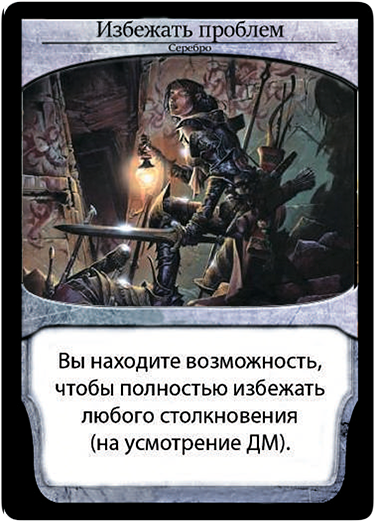 Избежать проблем
Серебро
Вы находите возможность,
чтобы полностью избежать
любого столкновения
(на усмотрение ДМ).